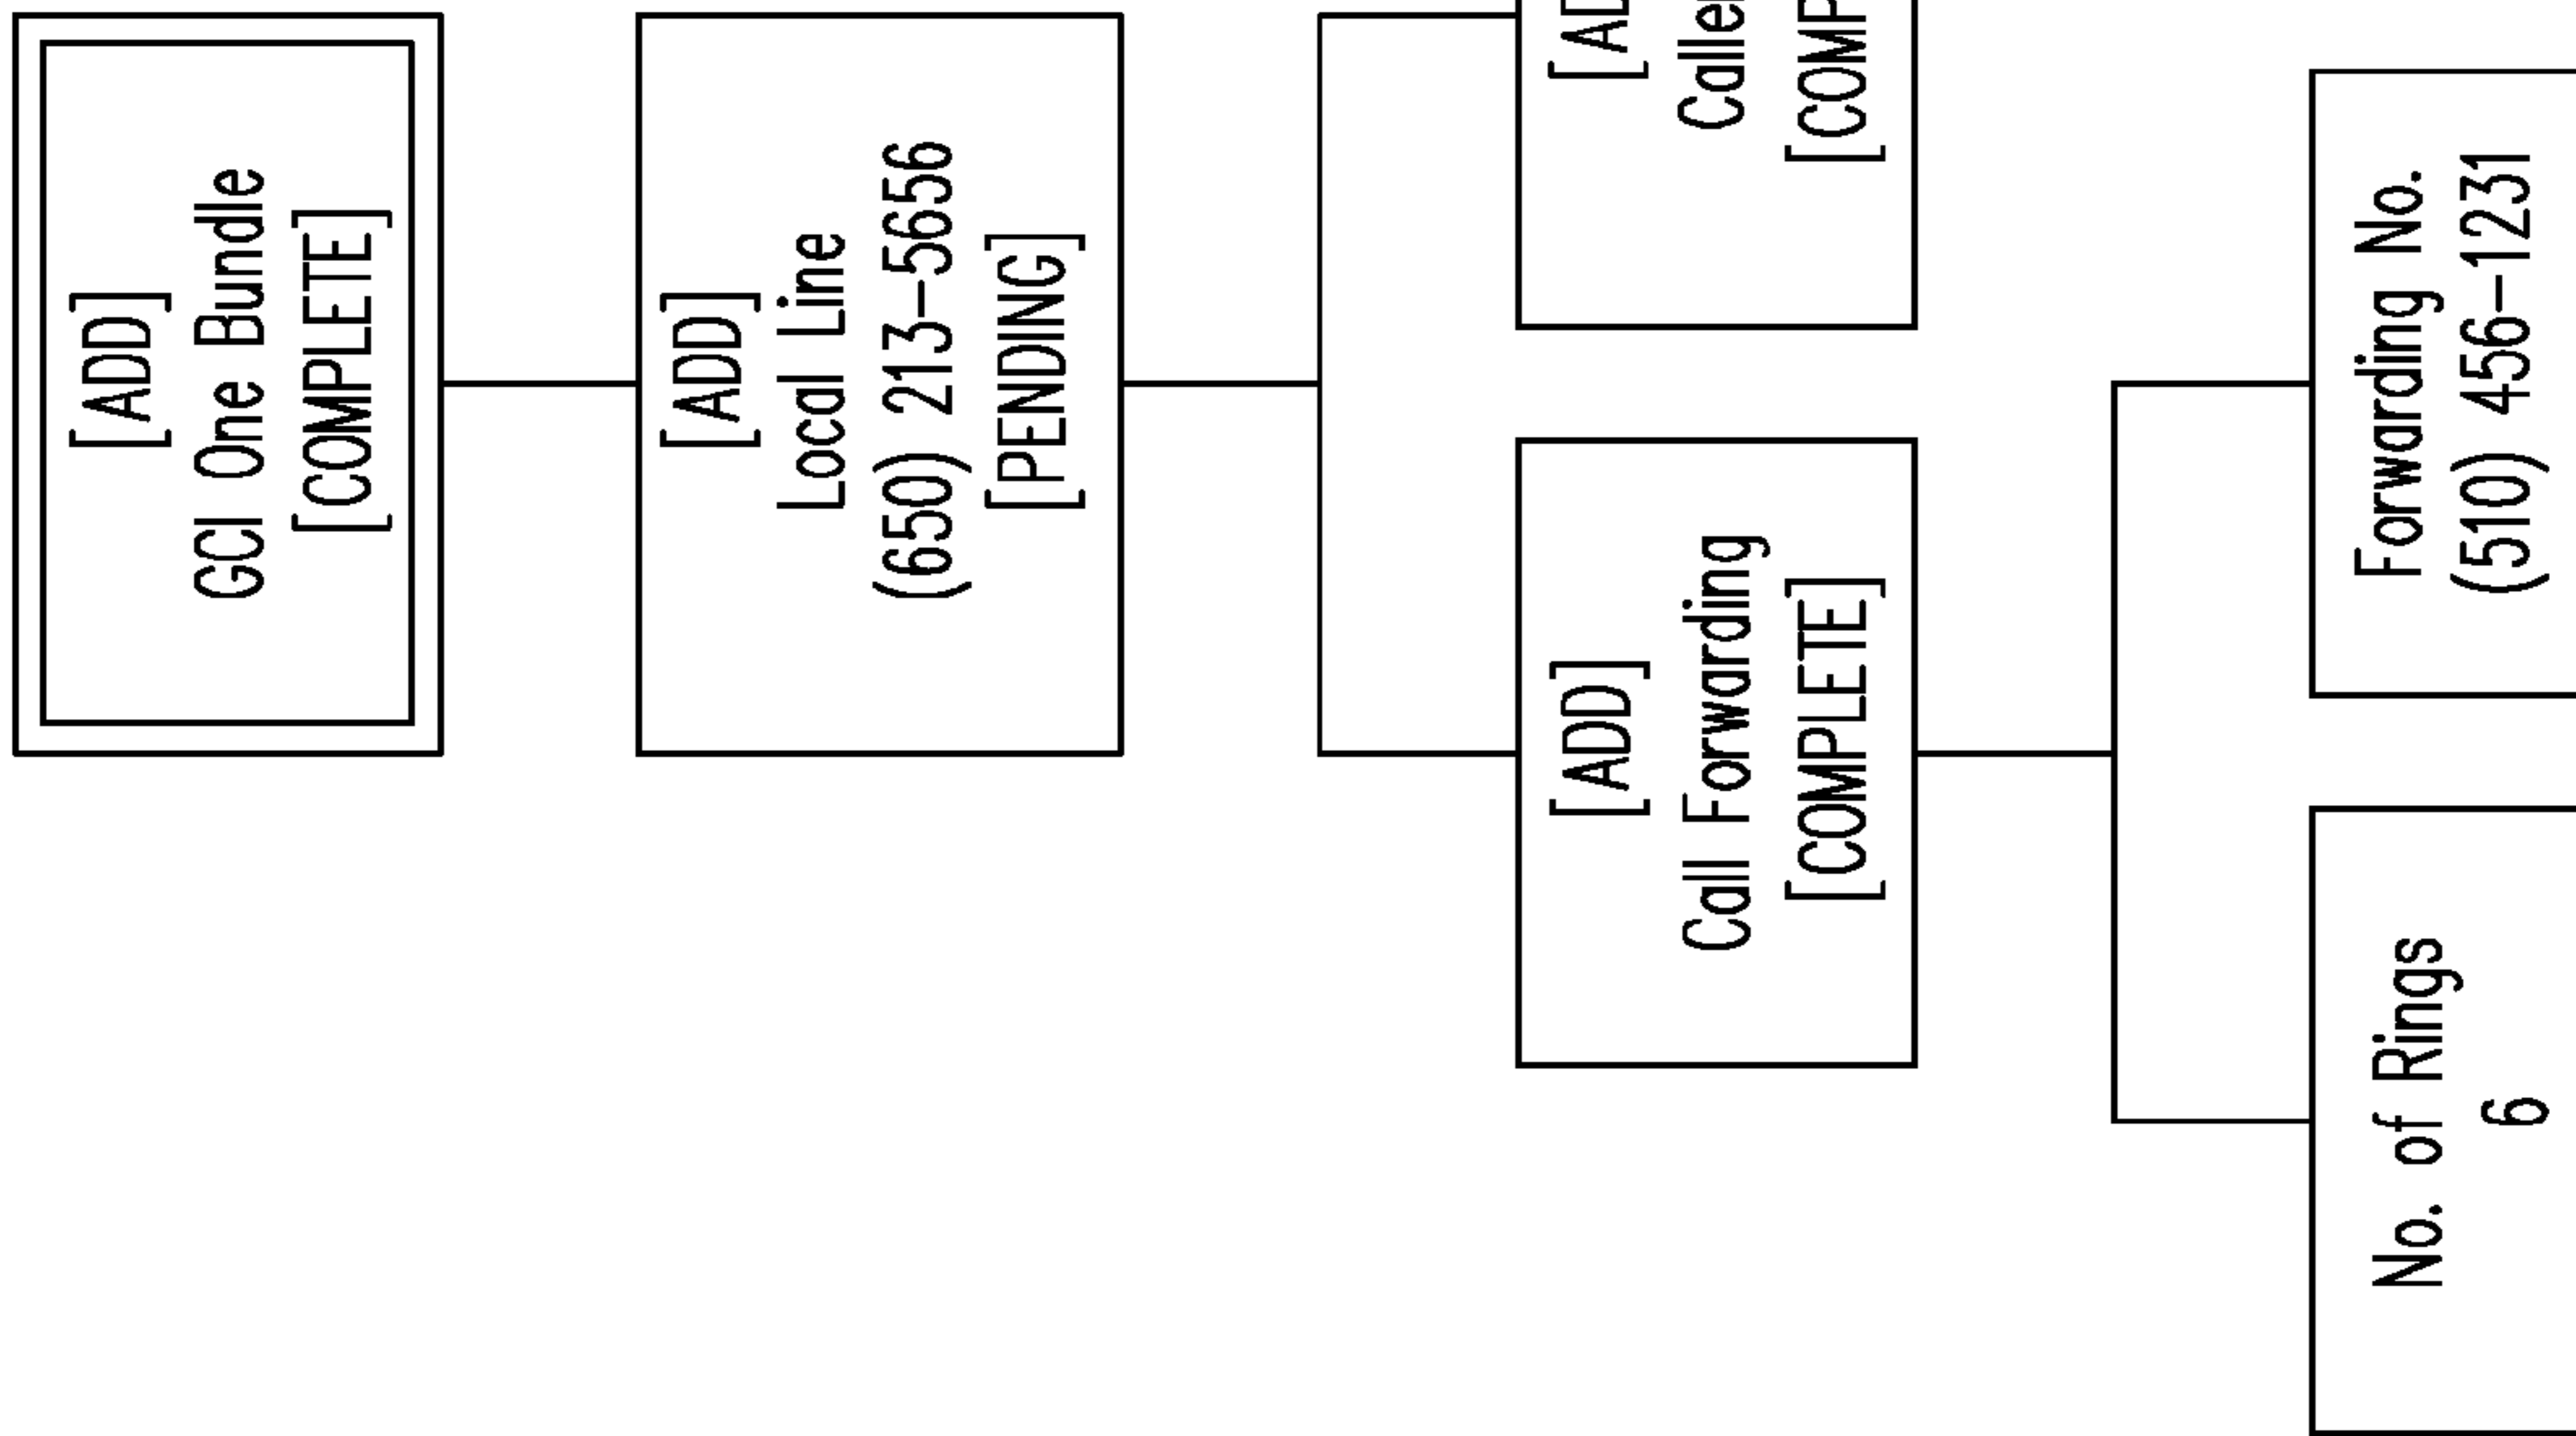 [ADD]
GCI One Bundle
[COMPLETE]
[ADD]
Local Line
(650) 213-5656
[PENDING]
[ADD]
Call Forwarding
[COMPLETE]
No. of Rings
6
Forwarding No.
(510) 456-1231